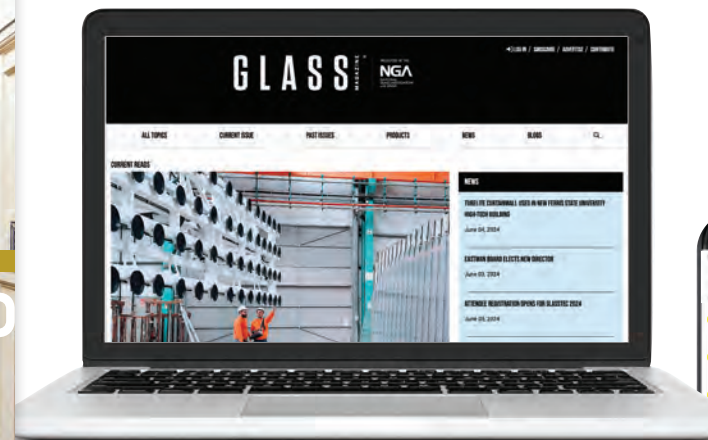 LOG IN / SUBSCRIBE / ADVERTISE / CONTRIBUTE
GLASS
MAGAZINE
NGA
ALL TOPICS
CURRENT ISSUE
PAST ISSUES
PRODUCTS
NEWS
BLOGS
CURRENT READS
NEWS
TUBELITE CURTAINWALL USED IN NEW FERRIS STATE UNIVERSITY
HIGH-TECH BUILDING
June 04, 2024
EASTMAN BOARD ELECTS NEW DIRECTOR
June 03, 2024
ATTENDEE REGISTRATION OPENS FOR GLASSTEC 2024
June 03, 2024